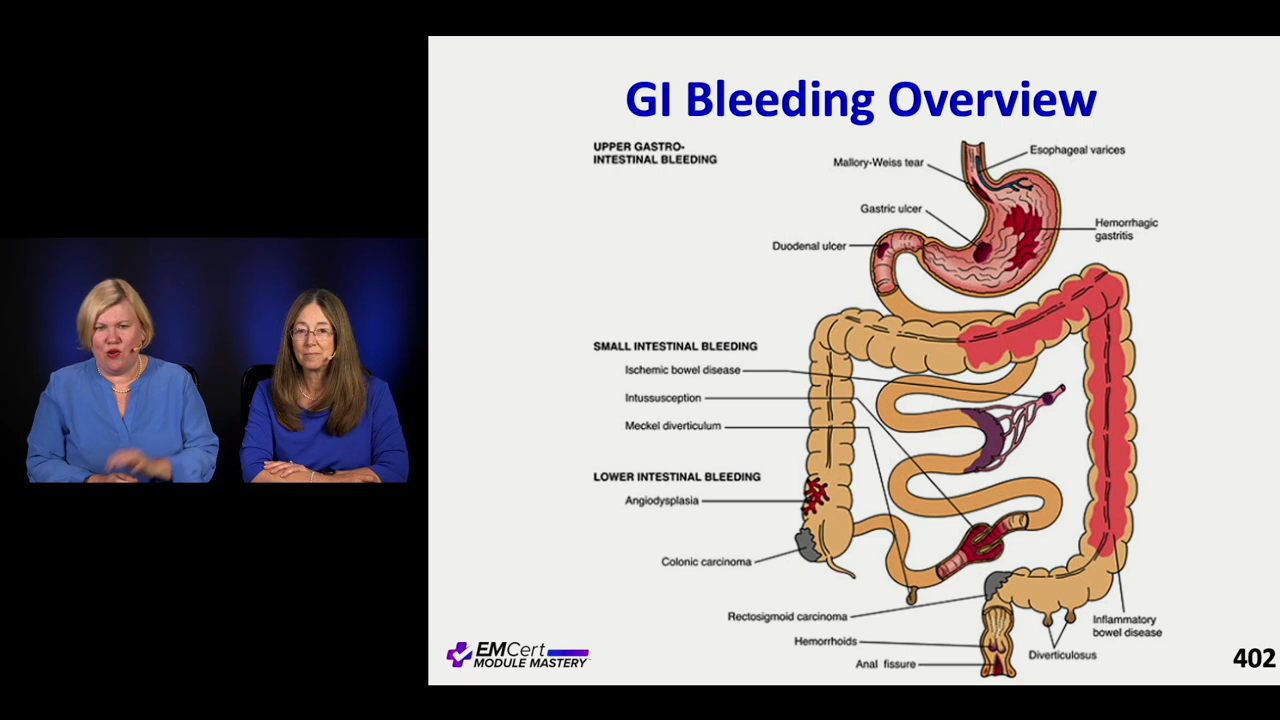 GI Bleeding Overview
UPPER GASTRO-
INTESTINAL BLEEDING
Esophageal varices
Mallory-Weiss tear
Gastric ulcer
Hemorrhagic
gastritis
Duodenal ulcer
SMALL INTESTINAL BLEEDING
Ischemic bowel disease
Intussusception
Meckel diverticulum
LOWER INTESTINAL BLEEDING
Angiodysplasia
Colonic carcinoma
Rectosigmoid carcinoma
Inflammatory
bowel disease
Hemorrhoids
Diverticulosus
Anal fissure
EMCert
MODULE MASTERY
402